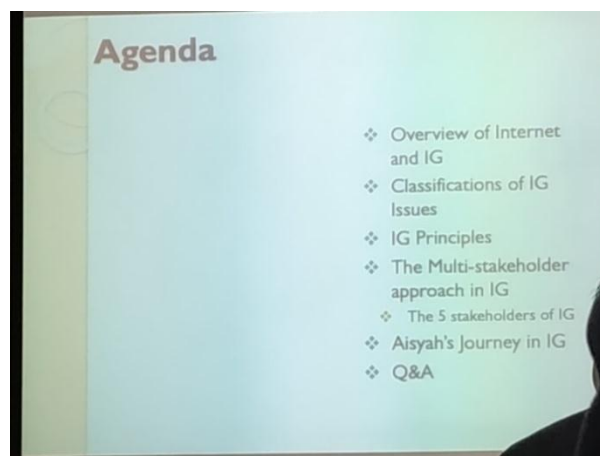 Agenda
Overview of Internet
and IG
Classifications of IG
Issues
IG Principles
The Multi-stakeholder
approach in IG
The 5 stakeholders of IG
Aisyah's Journey in IG
Q&A